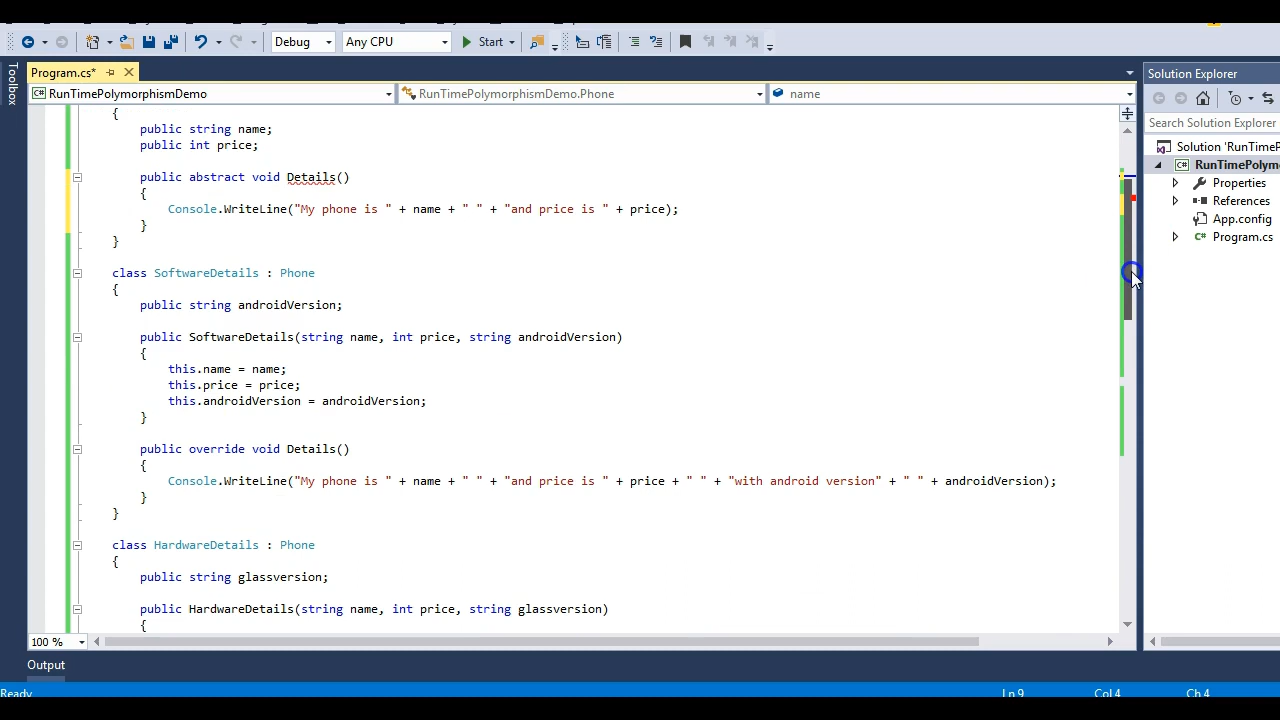 Debug
Any CPU
Start
Toolbox
Program.cs*
RunTimePolymorphismDemo
RunTimePolymorphismDemo.Phone
name
{
public string name;
public int price;
public abstract void Details()
{
Console.WriteLine("My phone is " + name + " " + "and price is " + price);
}
}
class SoftwareDetails : Phone
{
public string androidVersion;
public SoftwareDetails(string name, int price, string androidVersion)
{
this.name = name;
this.price = price;
this.androidVersion = androidVersion;
}
public override void Details()
{
Console.WriteLine("My phone is " + name + " " + "and price is " + price + " " + "with android version" + " " + androidVersion);
}
}
class HardwareDetails : Phone
{
public string glassversion;
public HardwareDetails(string name, int price, string glassversion)
{
100 %
Solution Explorer
Search Solution Explorer
Solution 'RunTimeP
C# RunTimePolym
Properties
References
App.config
C# Program.cs
Output
Ready
Ln 9
Col 4
Ch 4